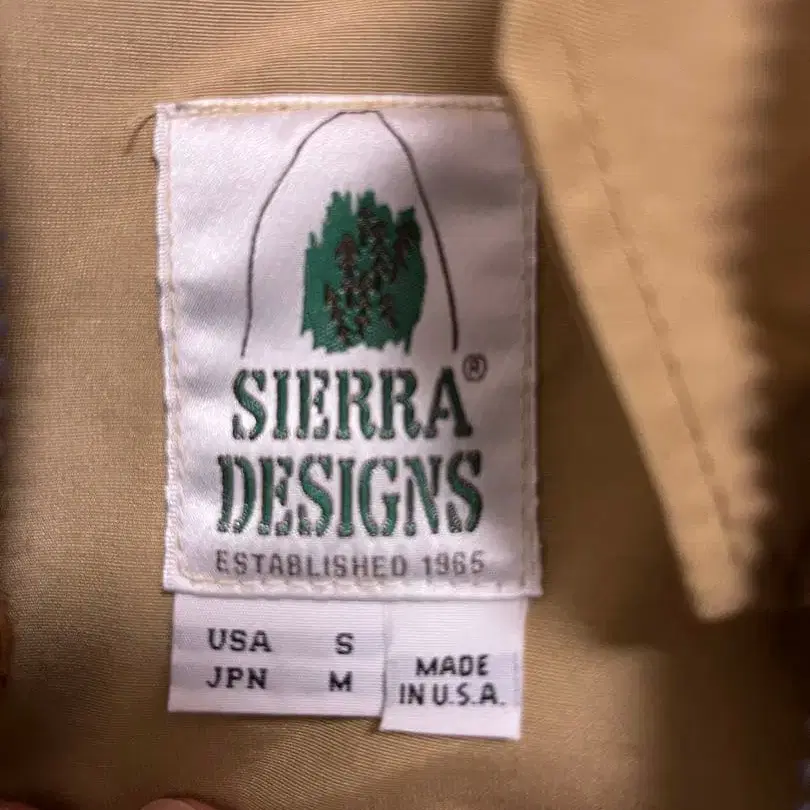 SIERRA®
DESIGNS
ESTABLISHED 1965
USA S
JPN M
MADE
IN U.S.A.